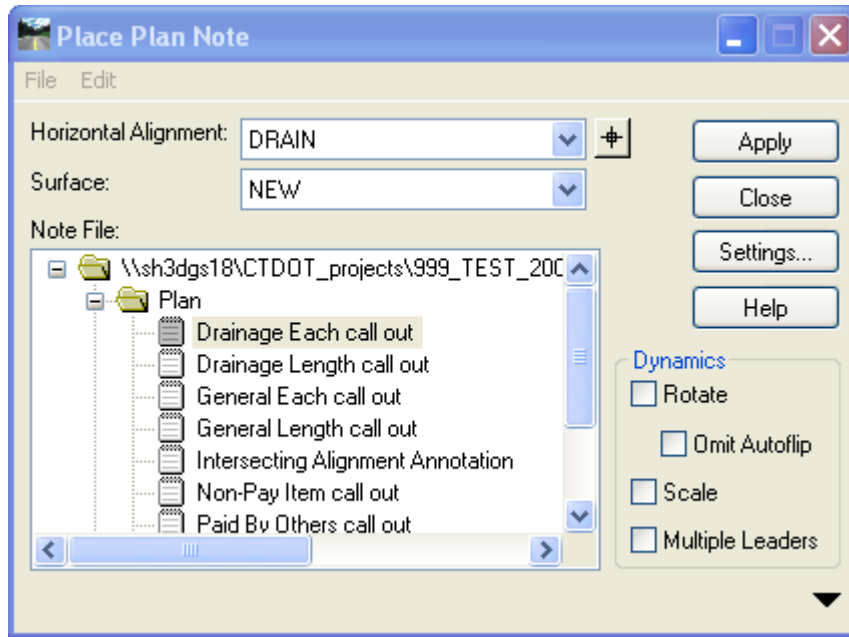 Place Plan Note
File Edit
Horizontal Alignment: DRAIN
Apply
Surface: NEW
Close
Note File:
Settings...
\\sh3dgs18\CTDOT_projects\999_TEST_200
Help
Plan
Drainage Each call out
Drainage Length call out
General Each call out
General Length call out
Intersecting Alignment Annotation
Non-Pay Item call out
Paid By Others call out
Dynamics
Rotate
Omit Autoflip
Scale
Multiple Leaders